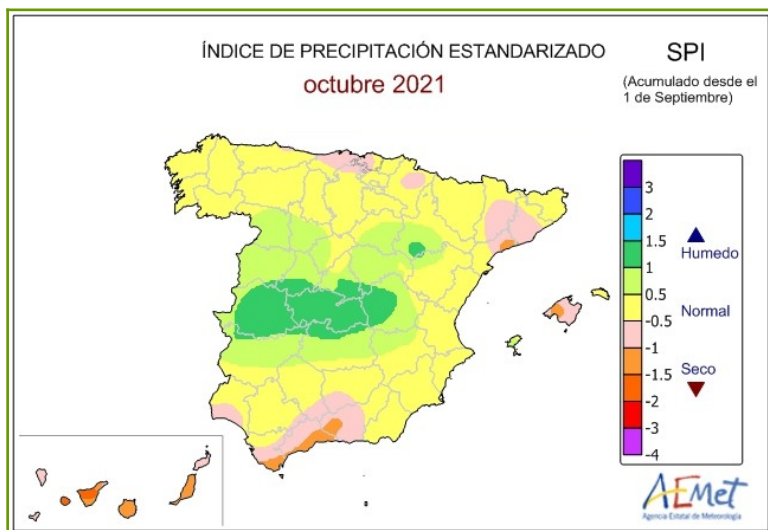 ÍNDICE DE PRECIPITACIÓN ESTANDARIZADO
octubre 2021
SPI
(Acumulado desde el
1 de Septiembre)
3
2
1.5
1
0.5
-0.5
-1
-1.5
-2
-3
-4
Humedo
Normal
Seco
AEMet
Agencia Estatal de Meteorología